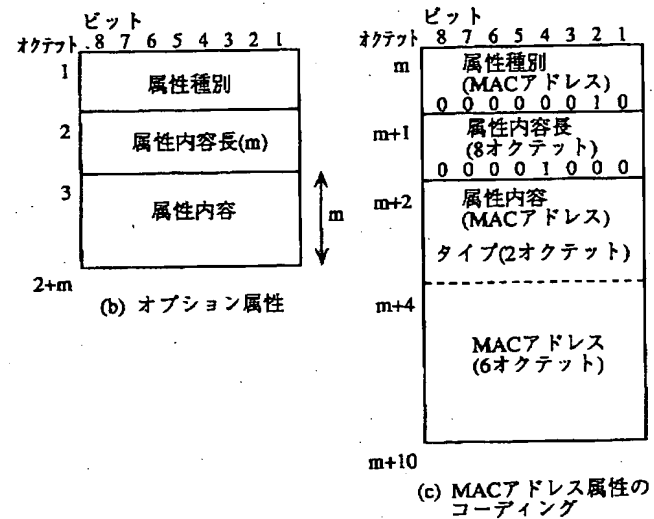 ビット
オクテット 8 7 6 5 4 3 2 1
1
属性種別
2
属性内容長(m)
3
属性内容
m
2+m
(b) オプション属性
ビット
オクテット 8 7 6 5 4 3 2 1
m
属性種別
(MACアドレス)
0 0 0 0 0 0 1 0
m+1
属性内容長
(8オクテット)
0 0 0 0 1 0 0 0
m+2
属性内容
(MACアドレス)
タイプ(2オクテット)
m+4
MACアドレス
(6オクテット)
m+10
(c) MACアドレス属性の
コーディング